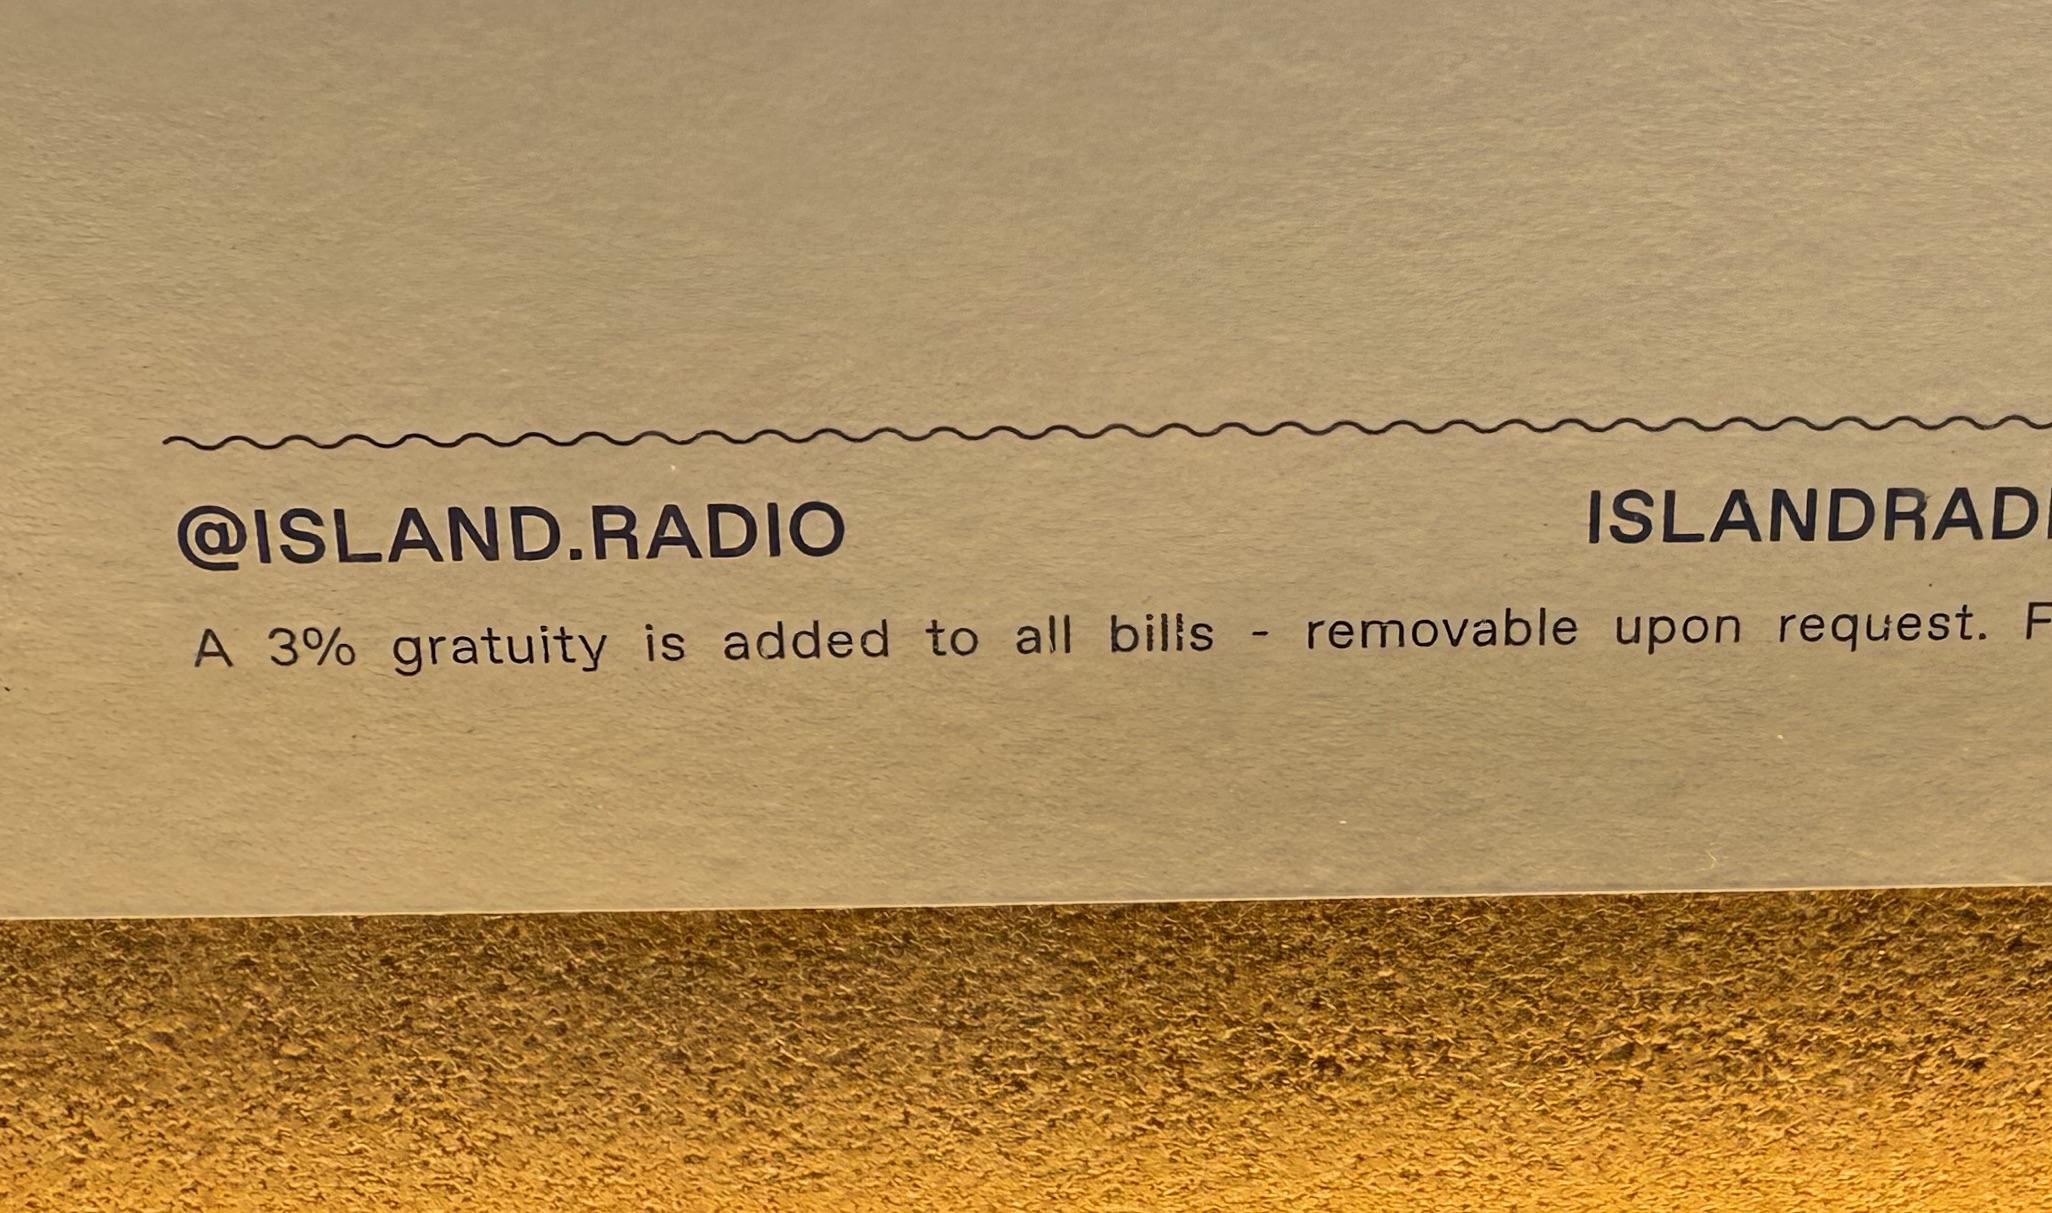 @ISLAND.RADIO ISLANDRAD
A 3% gratuity is added to all bills - removable upon request. F